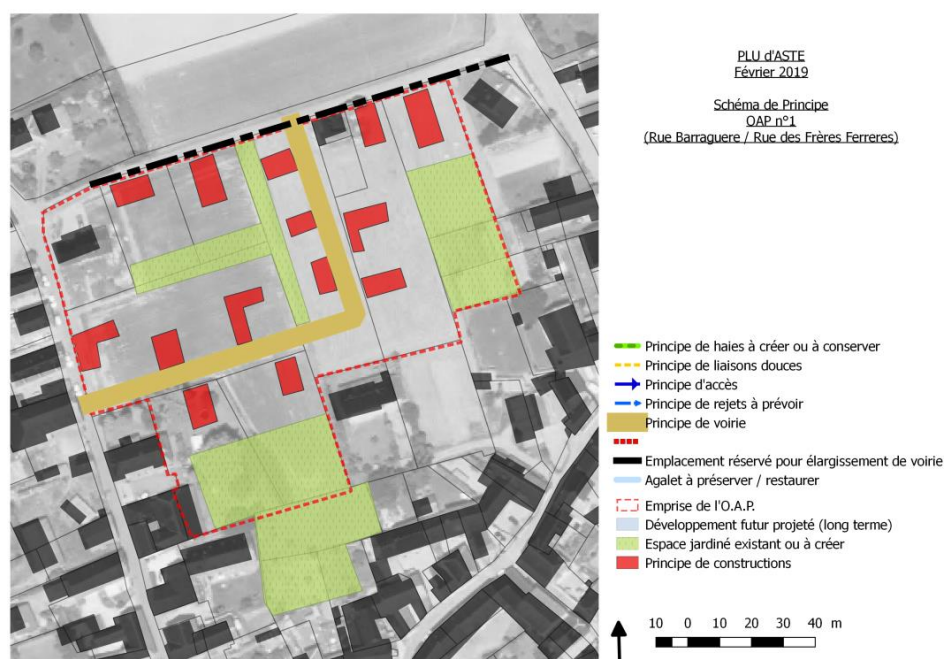 PLU d'ASTE
Février 2019
Schéma de Principe
OAP n°1
(Rue Barraguere / Rue des Frères Ferreres)
Principe de haies à créer ou à conserver
Principe de liaisons douces
Principe d'accès
Principe de rejets à prévoir
Principe de voirie
Emplacement réservé pour élargissement de voirie
Agalet à préserver / restaurer
Emprise de l'O.A.P.
Développement futur projeté (long terme)
Espace jardiné existant ou à créer
Principe de constructions
10 0 10 20 30 40 m